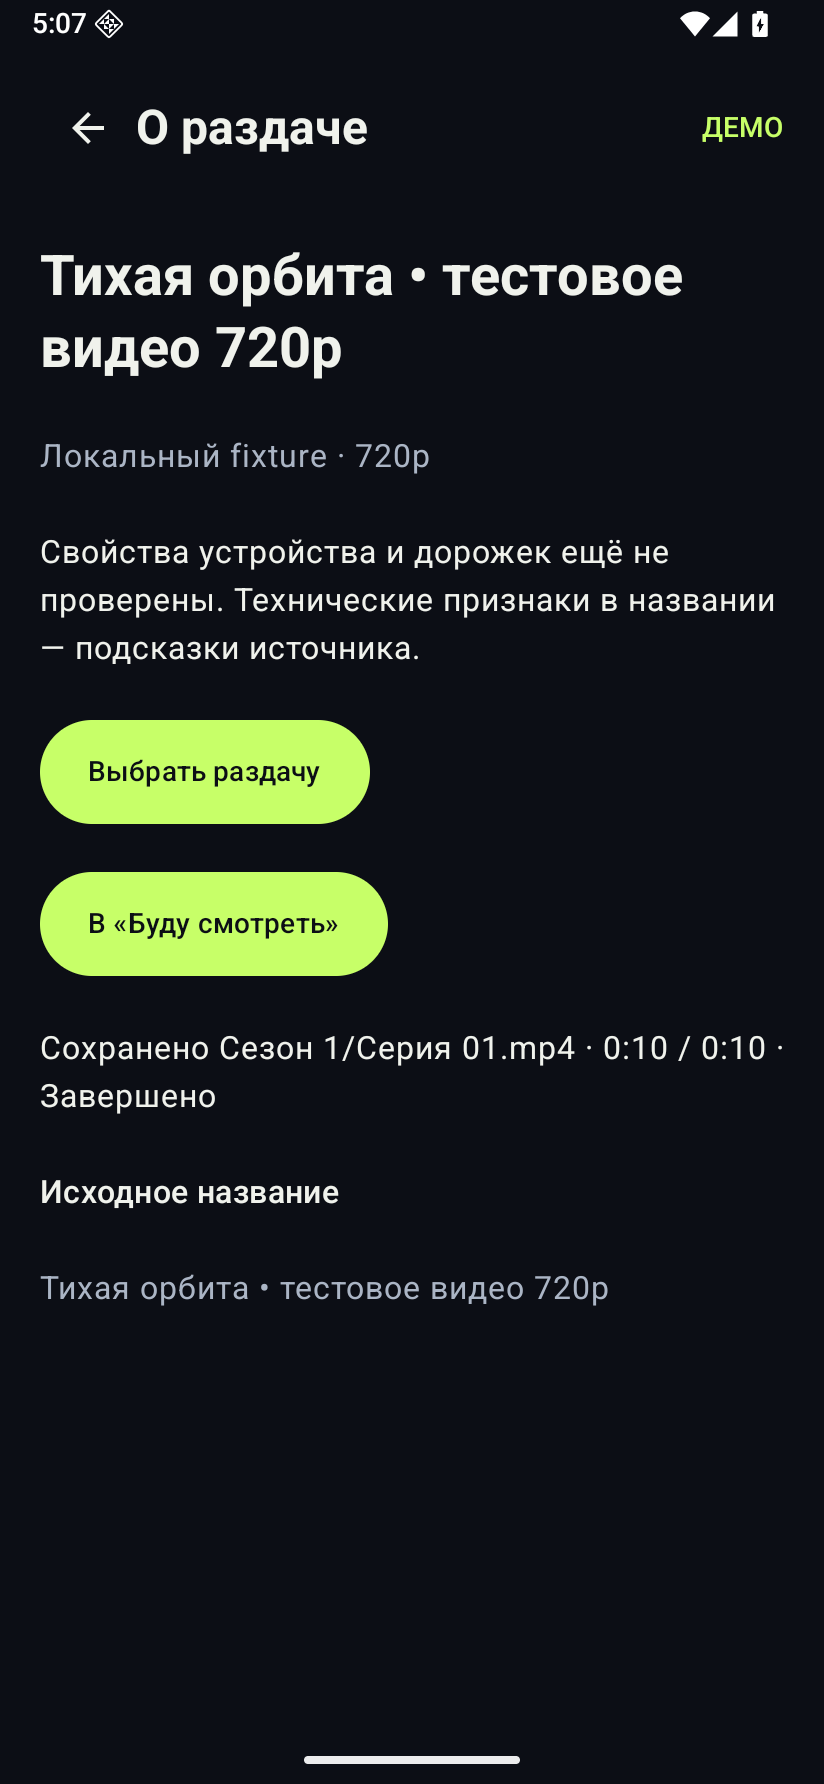 5:07
О раздаче
ДЕМО
Тихая орбита • тестовое
видео 720p
Локальный fixture · 720p
Свойства устройства и дорожек ещё не
проверены. Технические признаки в названии
— подсказки источника.
Выбрать раздачу
В «Буду смотреть»
Сохранено Сезон 1/Серия 01.mp4 · 0:10 / 0:10 ·
Завершено
Исходное название
Тихая орбита • тестовое видео 720p